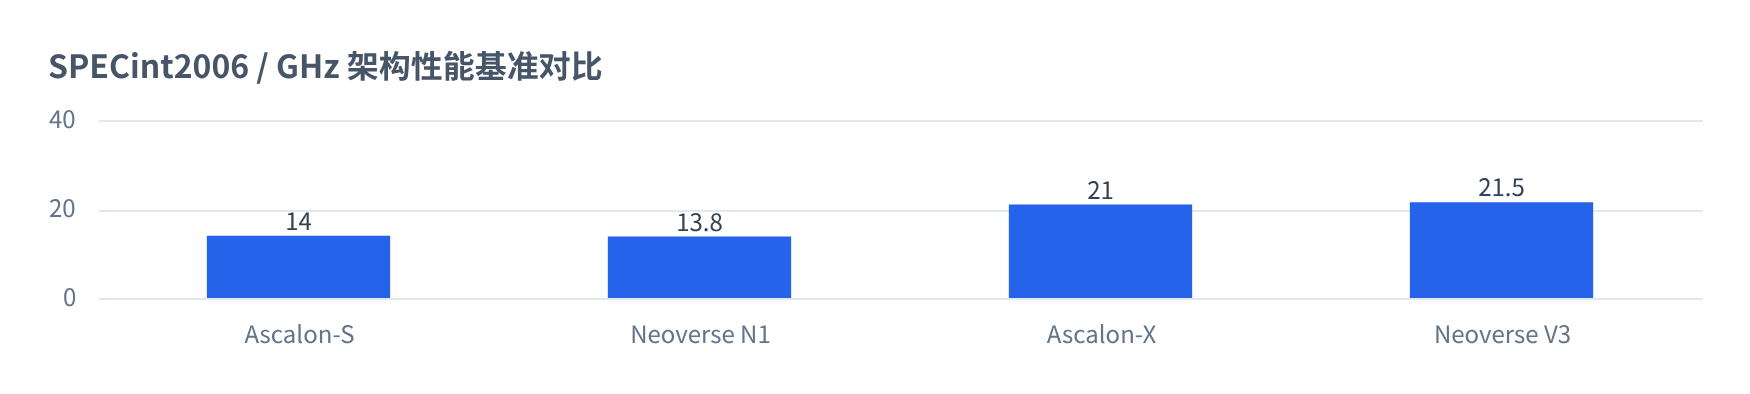 SPECint2006 / GHz 架构性能基准对比
40
20
0
14
13.8
21
21.5
Ascalon-S
Neoverse N1
Ascalon-X
Neoverse V3